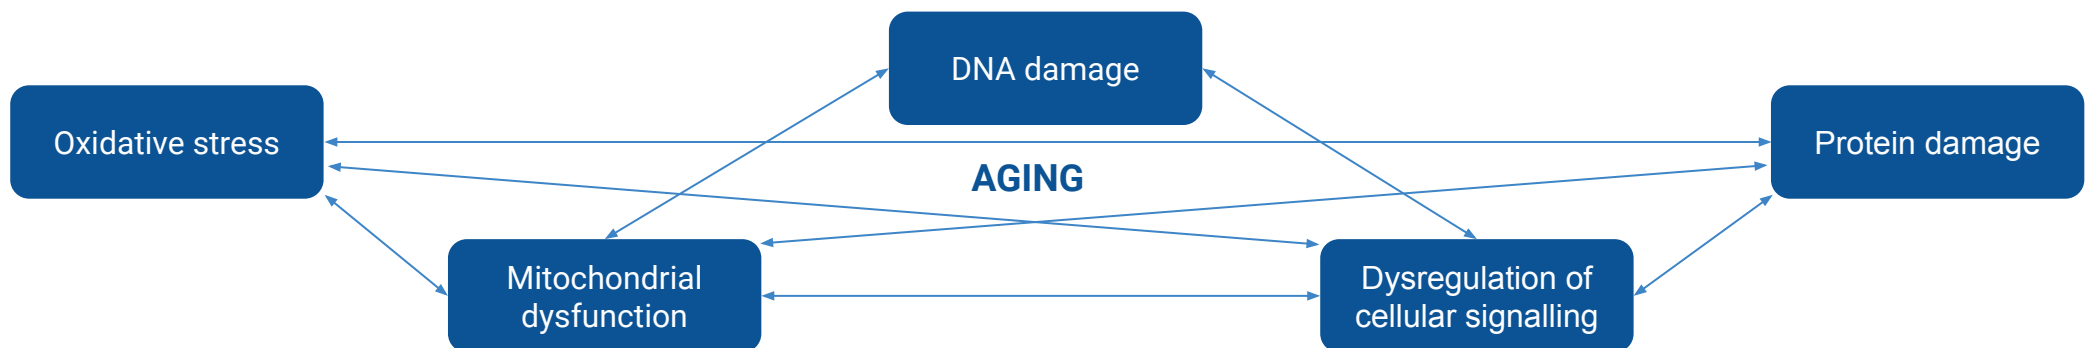 DNA damage
Oxidative stress
Protein damage
AGING
Mitochondrial
dysfunction
Dysregulation of
cellular signalling